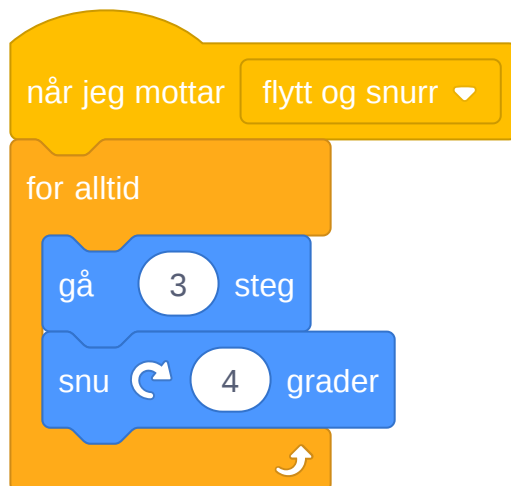 når jeg mottar flytt og snurr
for alltid
gå 3 steg
snu 4 grader